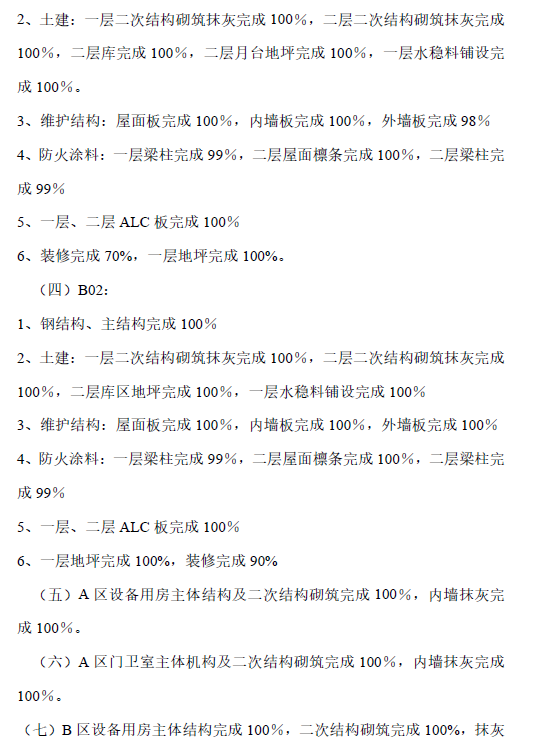 2、土建：一层二次结构砌筑抹灰完成 100%，二层二次结构砌筑抹灰完成
100%，二层库完成 100%，二层月台地坪完成 100%，一层水稳料铺设完
成 100%。
3、维护结构：屋面板完成 100%，内墙板完成 100%，外墙板完成 98%
4、防火涂料：一层梁柱完成 99%，二层屋面檩条完成 100%，二层梁柱完
成 99%
5、一层、二层 ALC 板完成 100%
6、装修完成 70%，一层地坪完成 100%。
（四）B02：
1、钢结构、主结构完成 100%
2、土建：一层二次结构砌筑抹灰完成 100%，二层二次结构砌筑抹灰完成
100%，二层库区地坪完成 100%，一层水稳料铺设完成 100%
3、维护结构：屋面板完成 100%，内墙板完成 100%，外墙板完成 100%
4、防火涂料：一层梁柱完成 99%，二层屋面檩条完成 100%，二层梁柱完
成 99%
5、一层、二层 ALC 板完成 100%
6、一层地坪完成 100%，装修完成 90%
（五）A 区设备用房主体结构及二次结构砌筑完成 100%，内墙抹灰完
成 100%。
（六）A 区门卫室主体机构及二次结构砌筑完成 100%，内墙抹灰完成
100%。
（七）B 区设备用房主体结构完成 100%，二次结构砌筑完成 100%，抹灰